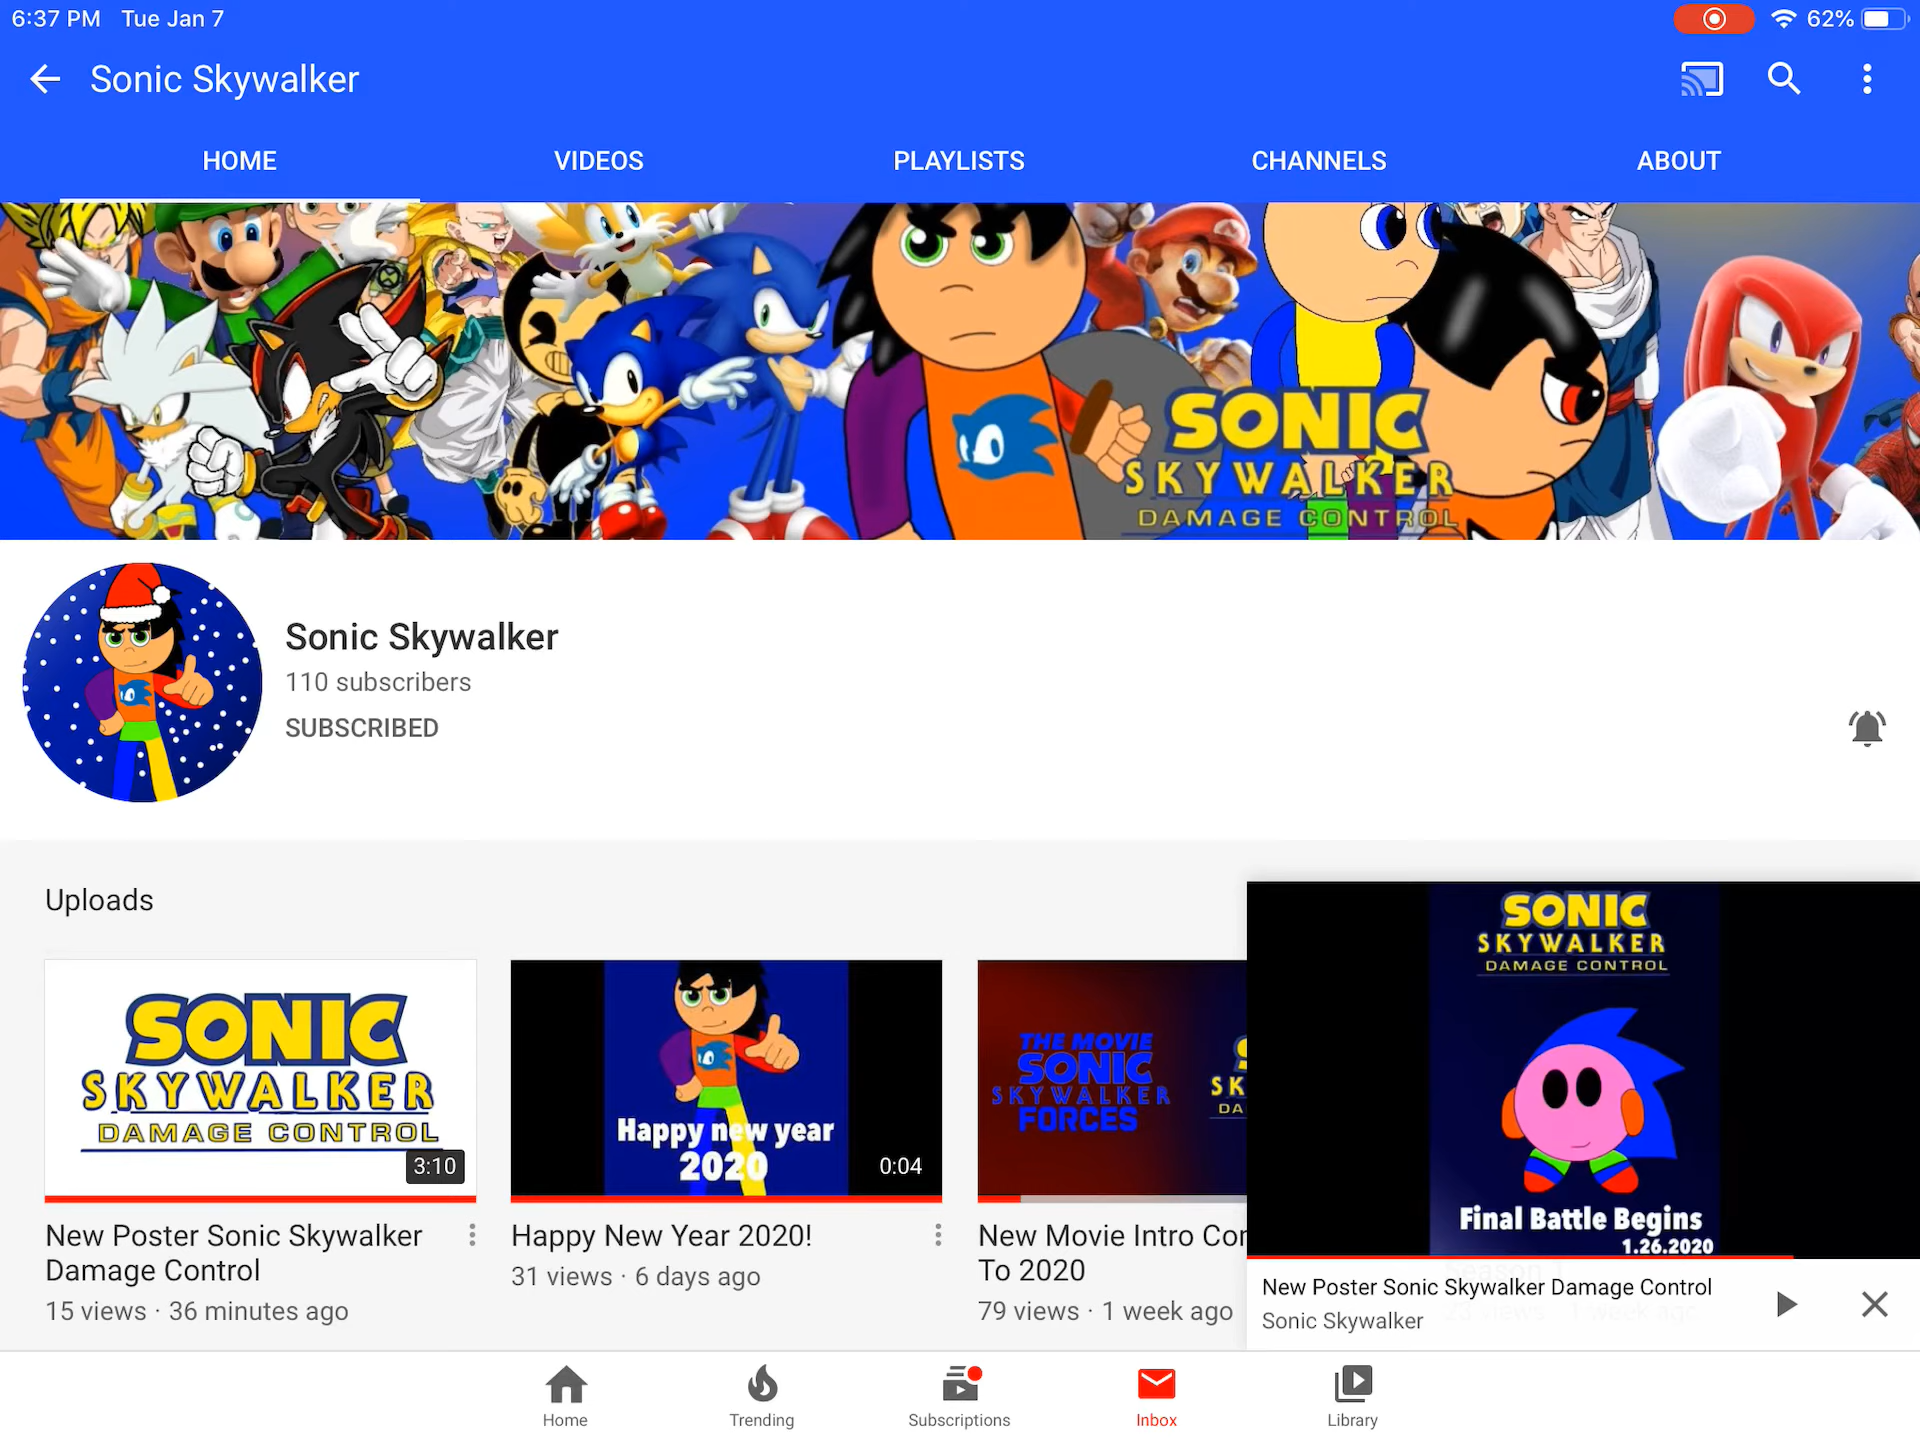 6:37 PM Tue Jan 7
62%
Sonic Skywalker
HOME VIDEOS PLAYLISTS CHANNELS ABOUT
SONIC
SKYWALKER
DAMAGE CONTROL
Sonic Skywalker
110 subscribers
SUBSCRIBED
Uploads
SONIC
SKYWALKER
DAMAGE CONTROL
3:10
New Poster Sonic Skywalker
Damage Control
15 views · 36 minutes ago
Happy new year
2020
0:04
Happy New Year 2020!
31 views · 6 days ago
THE MOVIE
SONIC
SKYWALKER
FORCES
S
SK
DA
New Movie Intro Con
To 2020
79 views · 1 week ago
SONIC
SKYWALKER
DAMAGE CONTROL
Final Battle Begins
1.26.2020
New Poster Sonic Skywalker Damage Control
Sonic Skywalker
Home Trending Subscriptions Inbox Library